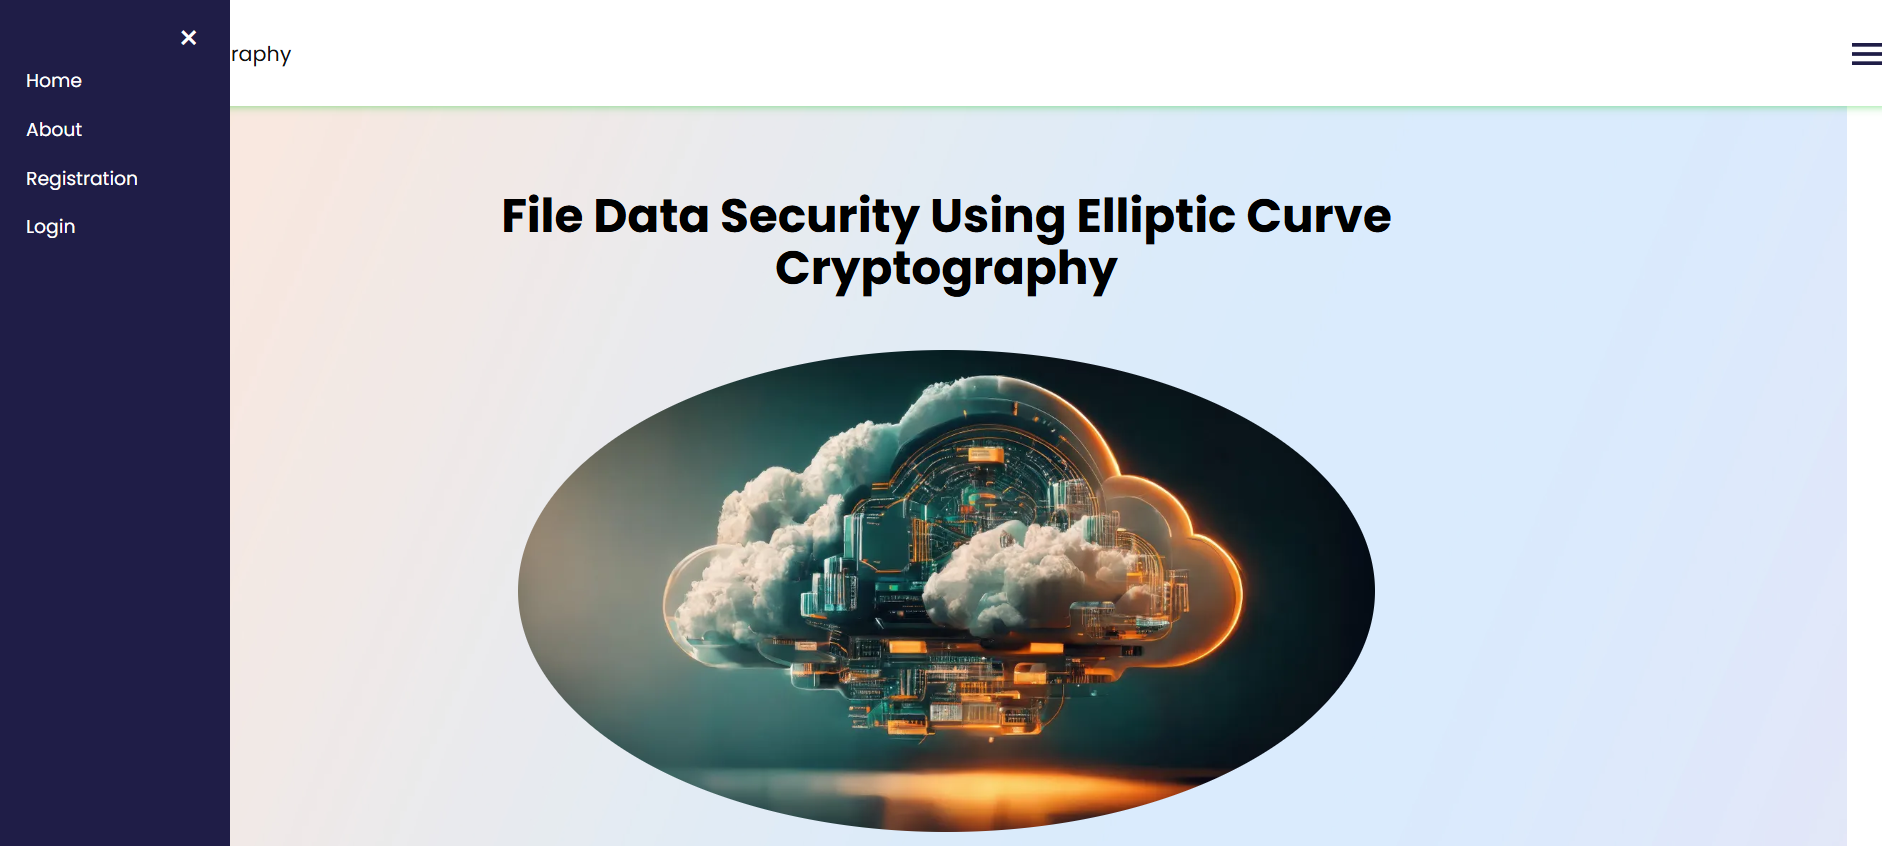 raphy
Home
About
Registration
Login
File Data Security Using Elliptic Curve
Cryptography